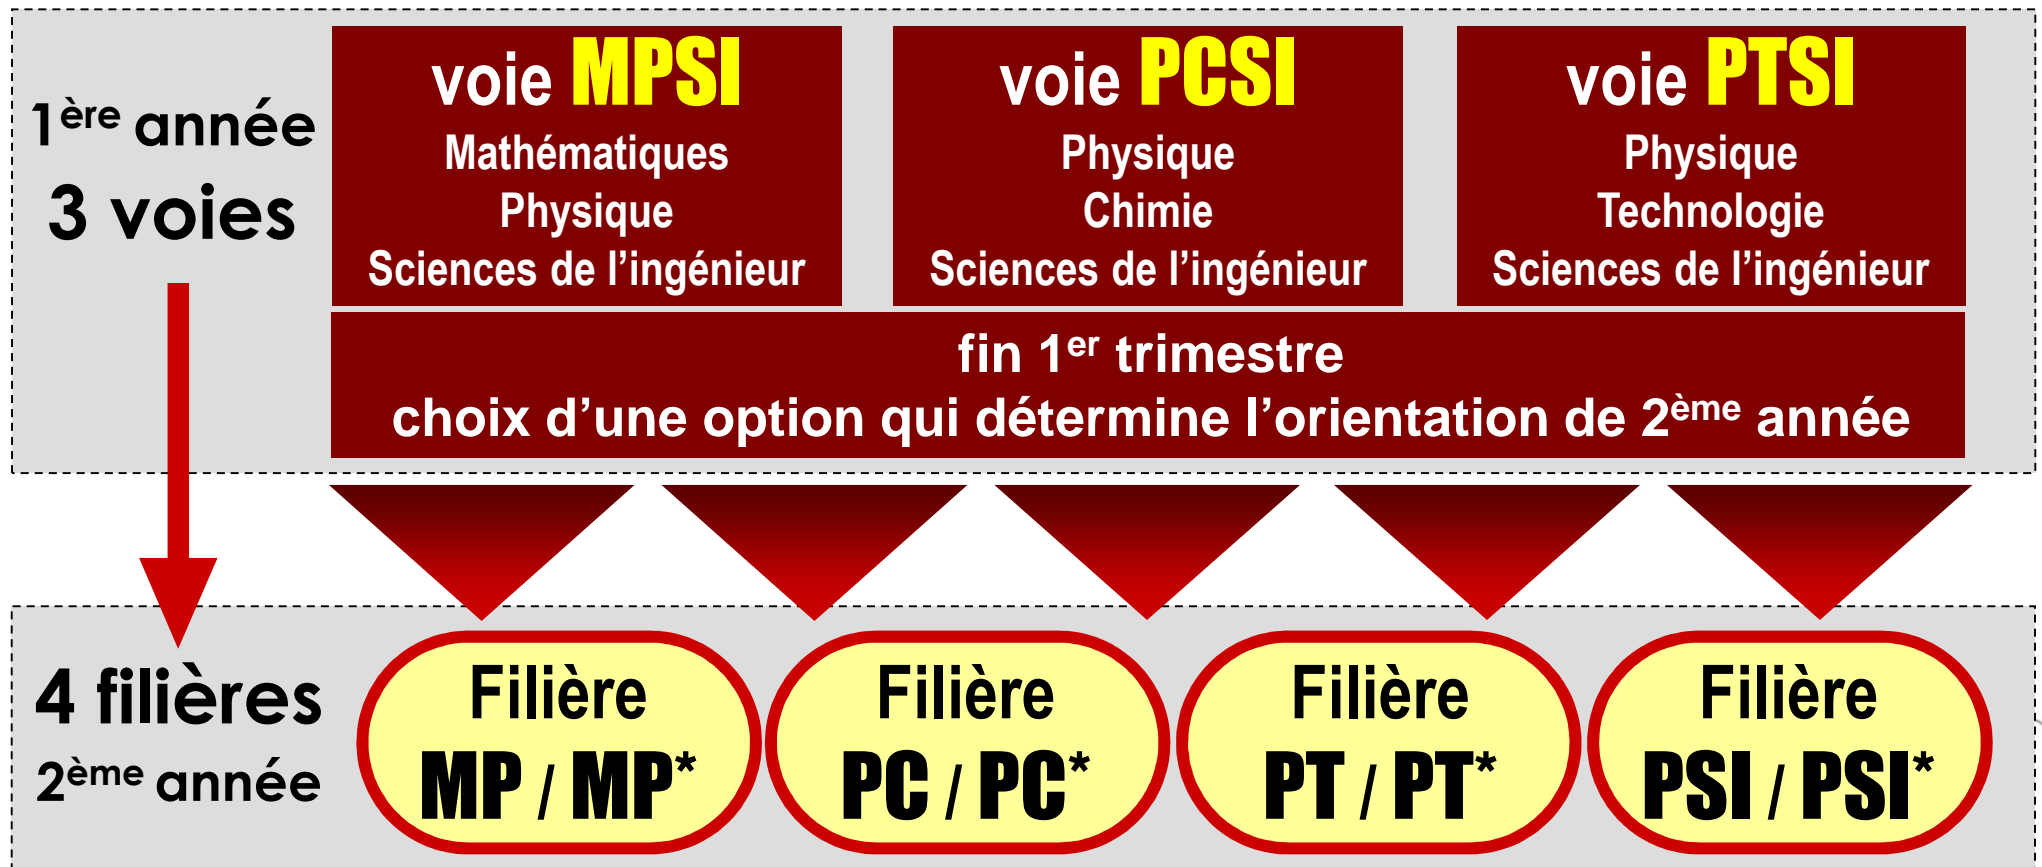 1ère année
3 voies
voie MPSI
Mathématiques
Physique
Sciences de l’ingénieur
voie PCSI
Physique
Chimie
Sciences de l’ingénieur
voie PTSI
Physique
Technologie
Sciences de l’ingénieur
fin 1er trimestre
choix d’une option qui détermine l’orientation de 2ème année
4 filières
2ème année
Filière
MP / MP*
Filière
PC / PC*
Filière
PT / PT*
Filière
PSI / PSI*